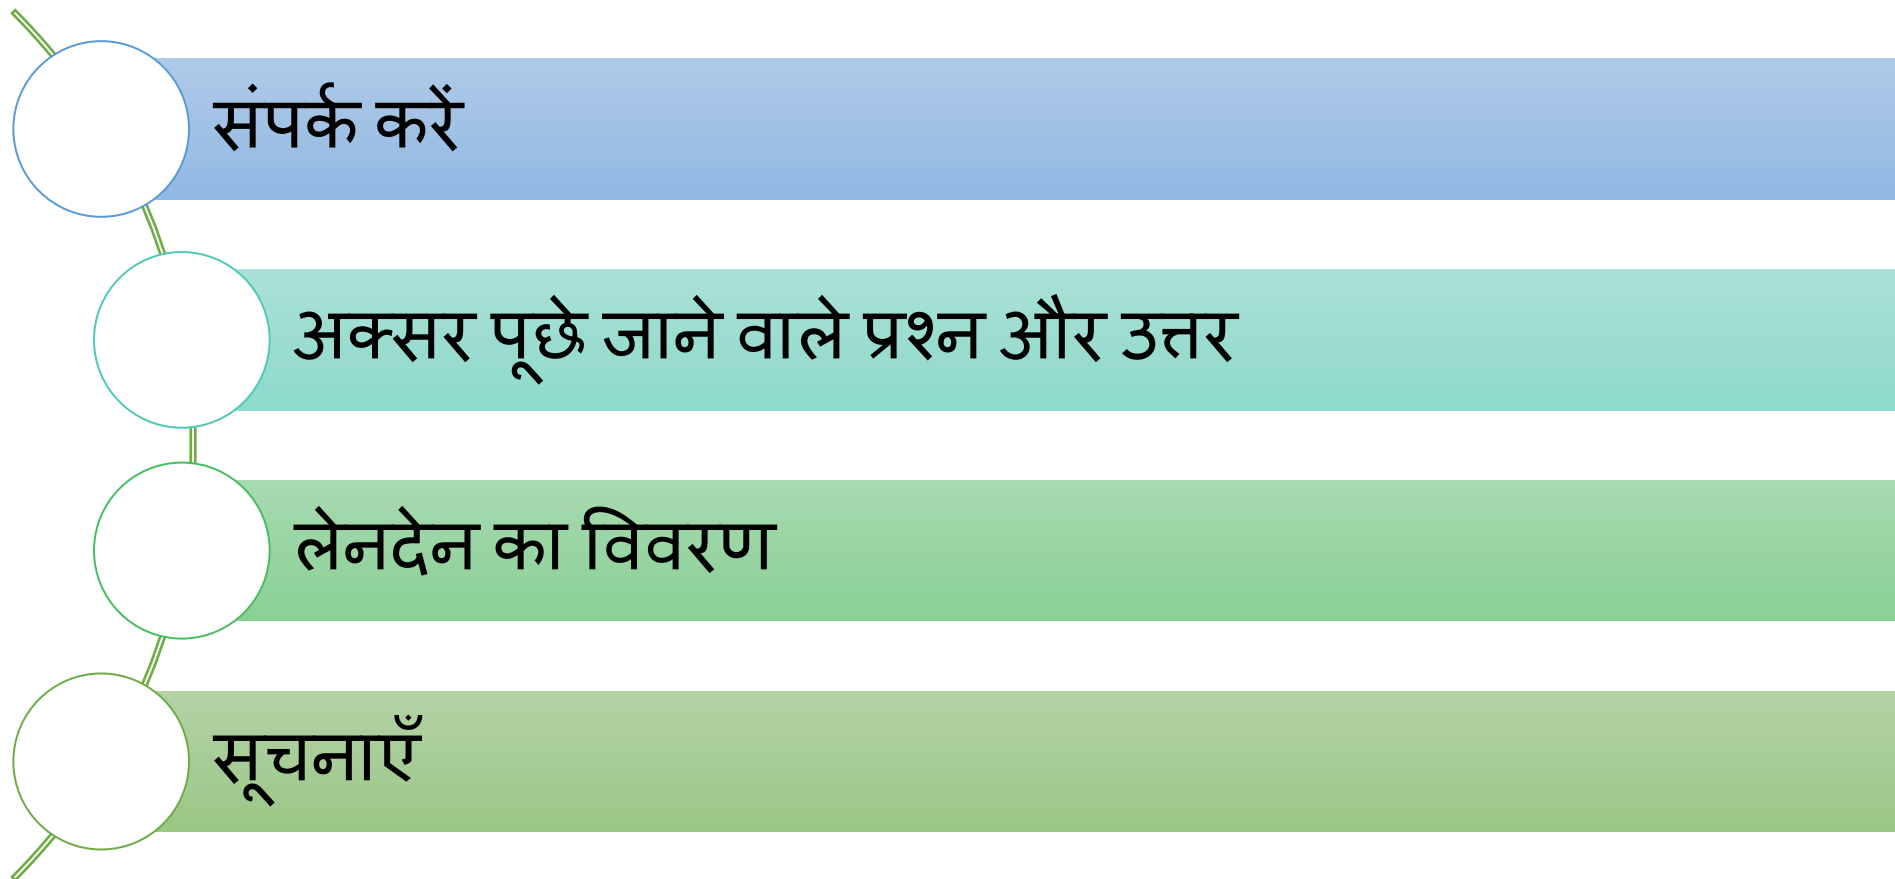 संपर्क करें
अक्सर पूछे जाने वाले प्रश्न और उत्तर
लेनदेन का विवरण
सूचनाएँ